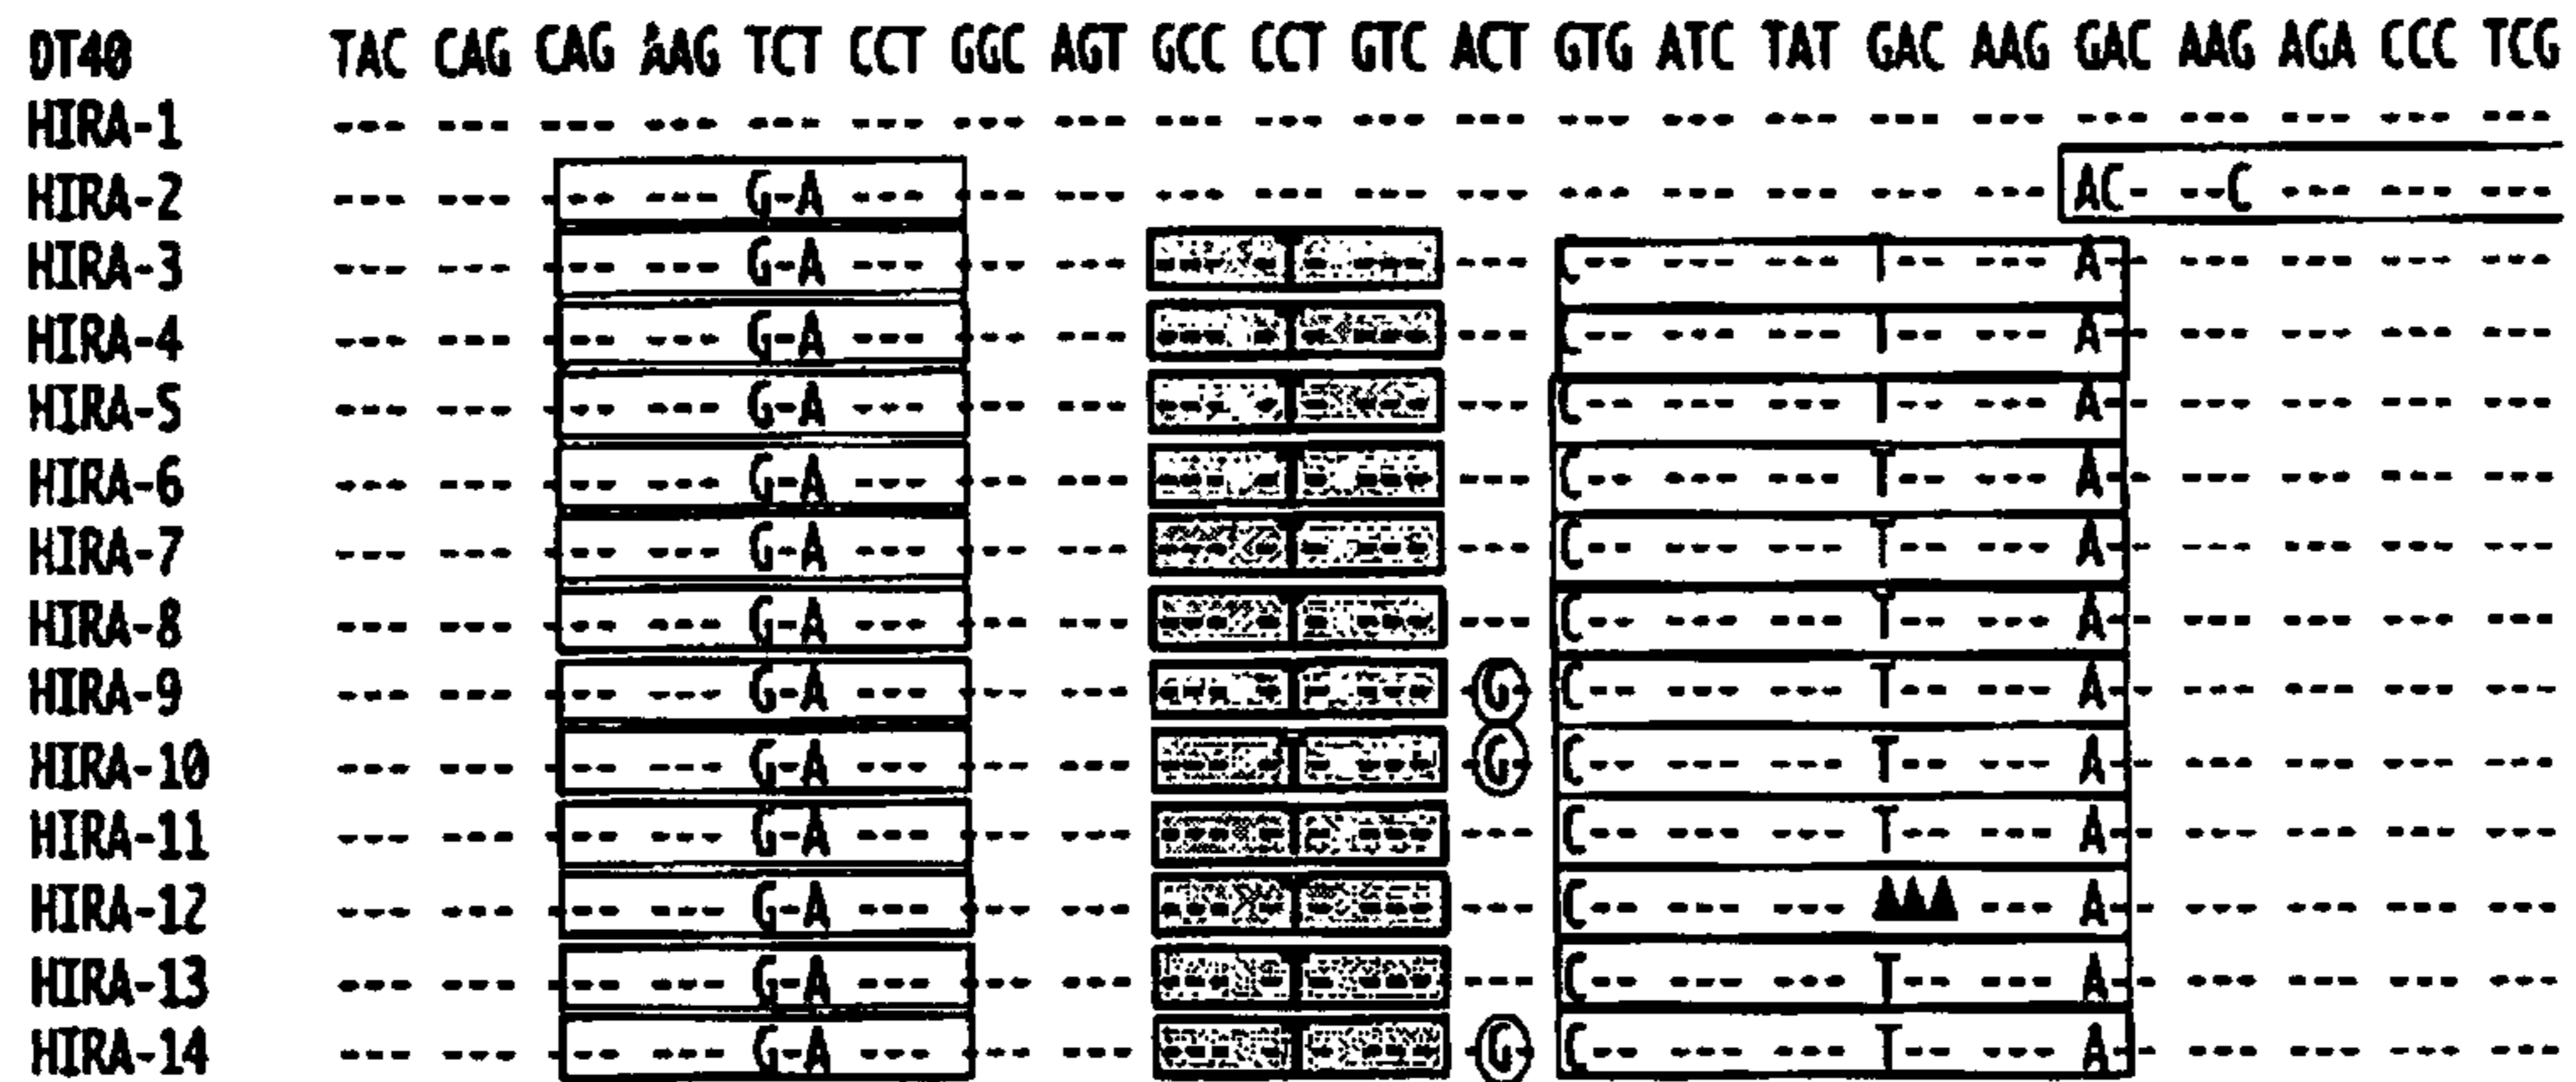 DT40 TAC CAG CAG AAG TCT CCT GGC AGT GCC CCT GTC ACT GTG ATC TAT GAC AAG GAC AAG AGA CCC TCG
HIRA-1 --- --- --- --- --- --- --- --- --- --- --- --- --- --- --- --- --- --- --- --- --- ---
HIRA-2 --- --- --- --- G-A --- --- --- --- --- --- --- --- --- --- --- --- AC- --C --- --- ---
HIRA-3 --- --- --- --- G-A --- --- --- --- -T- --- --- C-- --- --- T-- --- A-- --- --- --- ---
HIRA-4 --- --- --- --- G-A --- --- --- --- -T- --- --- C-- --- --- T-- --- A-- --- --- --- ---
HIRA-5 --- --- --- --- G-A --- --- --- --- -T- --- --- C-- --- --- T-- --- A-- --- --- --- ---
HIRA-6 --- --- --- --- G-A --- --- --- --- -T- --- --- C-- --- --- T-- --- A-- --- --- --- ---
HIRA-7 --- --- --- --- G-A --- --- --- --- -T- --- --- C-- --- --- T-- --- A-- --- --- --- ---
HIRA-8 --- --- --- --- G-A --- --- --- --- -T- --- --- C-- --- --- T-- --- A-- --- --- --- ---
HIRA-9 --- --- --- --- G-A --- --- --- --- -T- --- -G- C-- --- --- T-- --- A-- --- --- --- ---
HIRA-10 --- --- --- --- G-A --- --- --- --- -T- --- -G- C-- --- --- T-- --- A-- --- --- --- ---
HIRA-11 --- --- --- --- G-A --- --- --- --- -T- --- --- C-- --- --- T-- --- A-- --- --- --- ---
HIRA-12 --- --- --- --- G-A --- --- --- --- -T- --- --- C-- --- --- ▲▲▲ --- A-- --- --- --- ---
HIRA-13 --- --- --- --- G-A --- --- --- --- -T- --- --- C-- --- --- T-- --- A-- --- --- --- ---
HIRA-14 --- --- --- --- G-A --- --- --- --- -T- --- -G- C-- --- --- T-- --- A-- --- --- --- ---